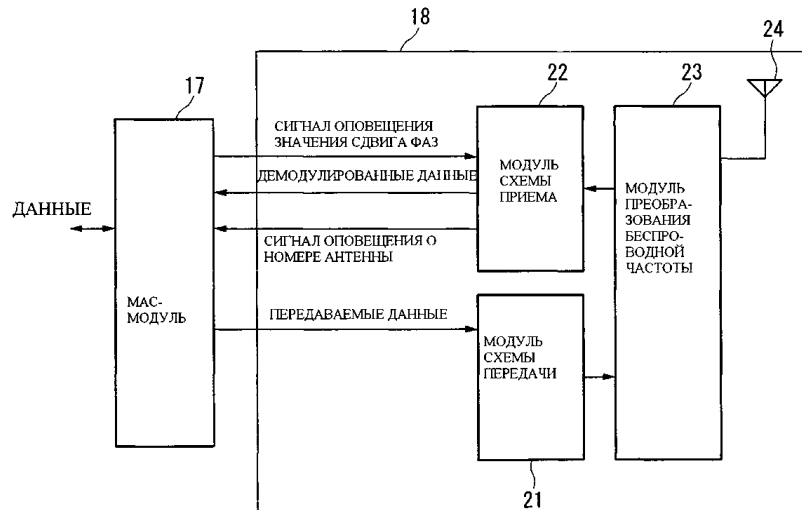 18
24
17
22
23
СИГНАЛ ОПОВЕЩЕНИЯ
ЗНАЧЕНИЯ СДВИГА ФАЗ
ДЕМОДУЛИРОВАННЫЕ ДАННЫЕ
СИГНАЛ ОПОВЕЩЕНИЯ О
НОМЕРЕ АНТЕННЫ
МОДУЛЬ
СХЕМЫ
ПРИЕМА
МОДУЛЬ
ПРЕОБРА-
ЗОВАНИЯ
БЕСПРО-
ВОДНОЙ
ЧАСТОТЫ
ДАННЫЕ
MAC-
МОДУЛЬ
ПЕРЕДАВАЕМЫЕ ДАННЫЕ
МОДУЛЬ
СХЕМЫ
ПЕРЕДАЧИ
21